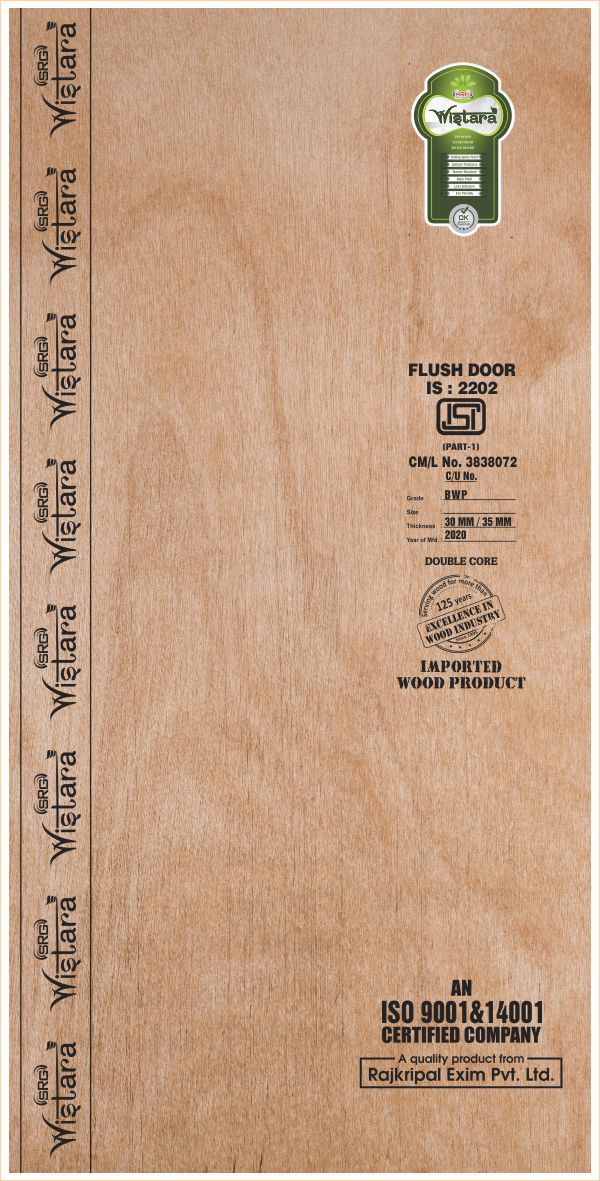 SRG
Wistara
SRG
Wistara
SRG
Wistara
SRG
Wistara
SRG
Wistara
SRG
Wistara
SRG
Wistara
SRG
Wistara
Wistara
OK
FLUSH DOOR
IS : 2202
ISI
(PART-1)
CM/L No. 3838072
C/U No.
Grade BWP
Size
Thickness 30 MM / 35 MM
Year of Mfd. 2020
DOUBLE CORE
Serving wood for more than
125 years
EXCELLENCE IN
WOOD INDUSTRY
IMPORTED
WOOD PRODUCT
AN
ISO 9001&14001
CERTIFIED COMPANY
A quality product from
Rajkripal Exim Pvt. Ltd.